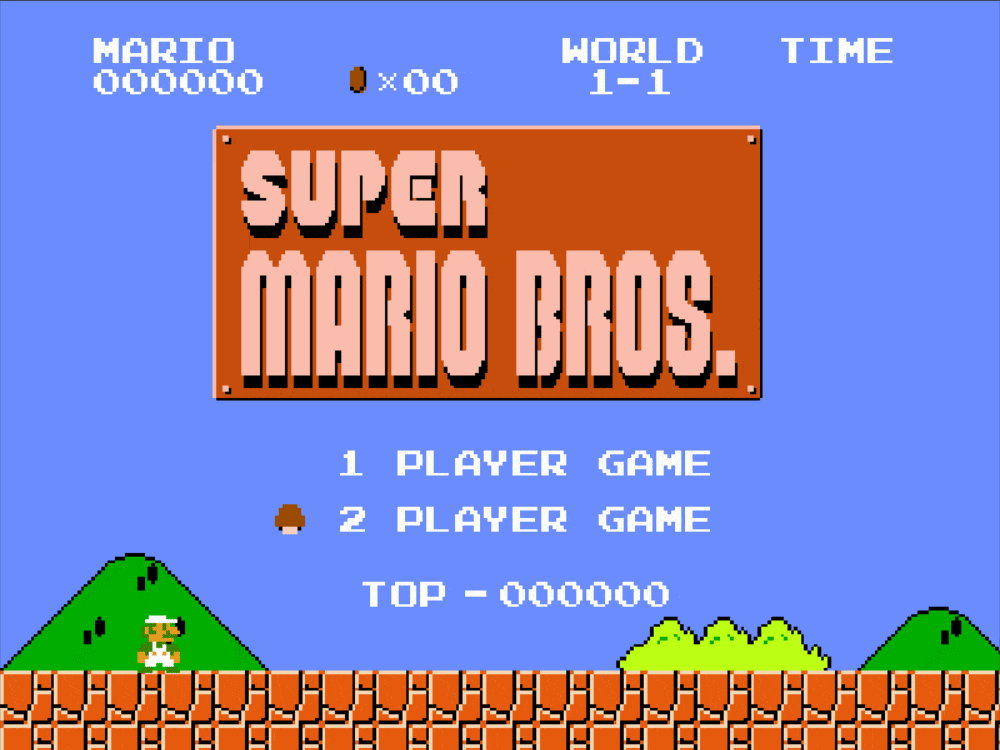 MARIO WORLD TIME
000000 ×00 1-1
SUPER
MARIO BROS.
1 PLAYER GAME
2 PLAYER GAME
TOP - 000000